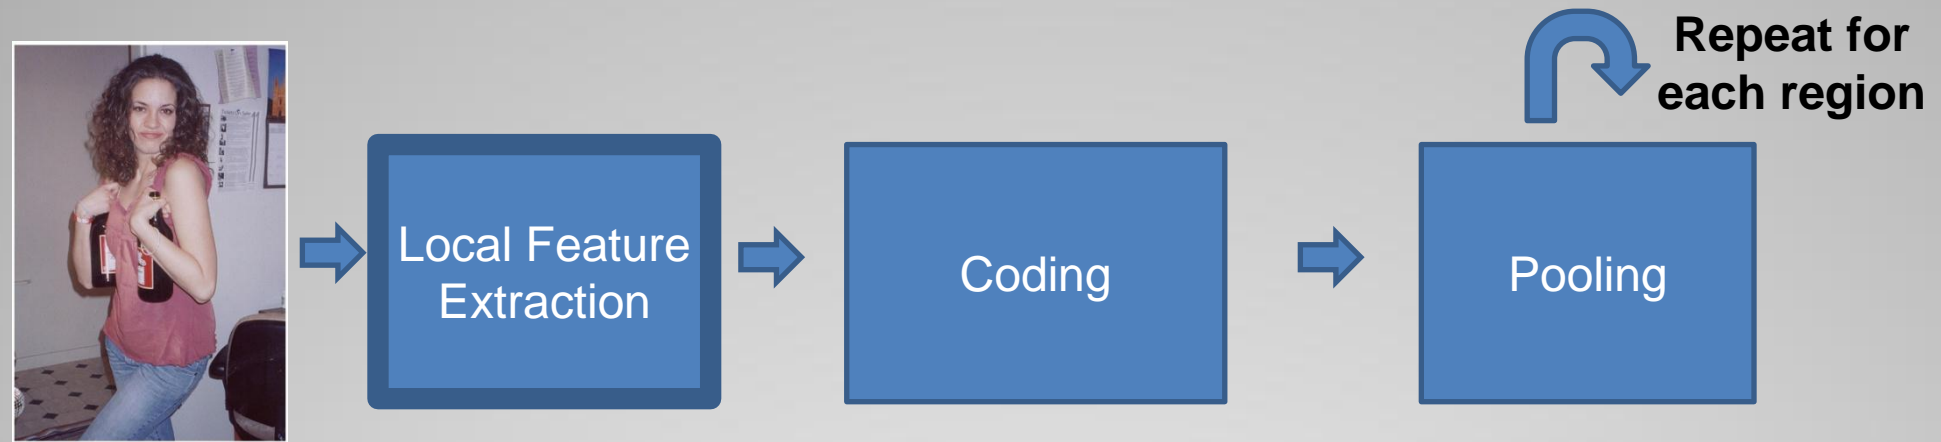 Repeat for
each region
Local Feature
Extraction
Coding
Pooling